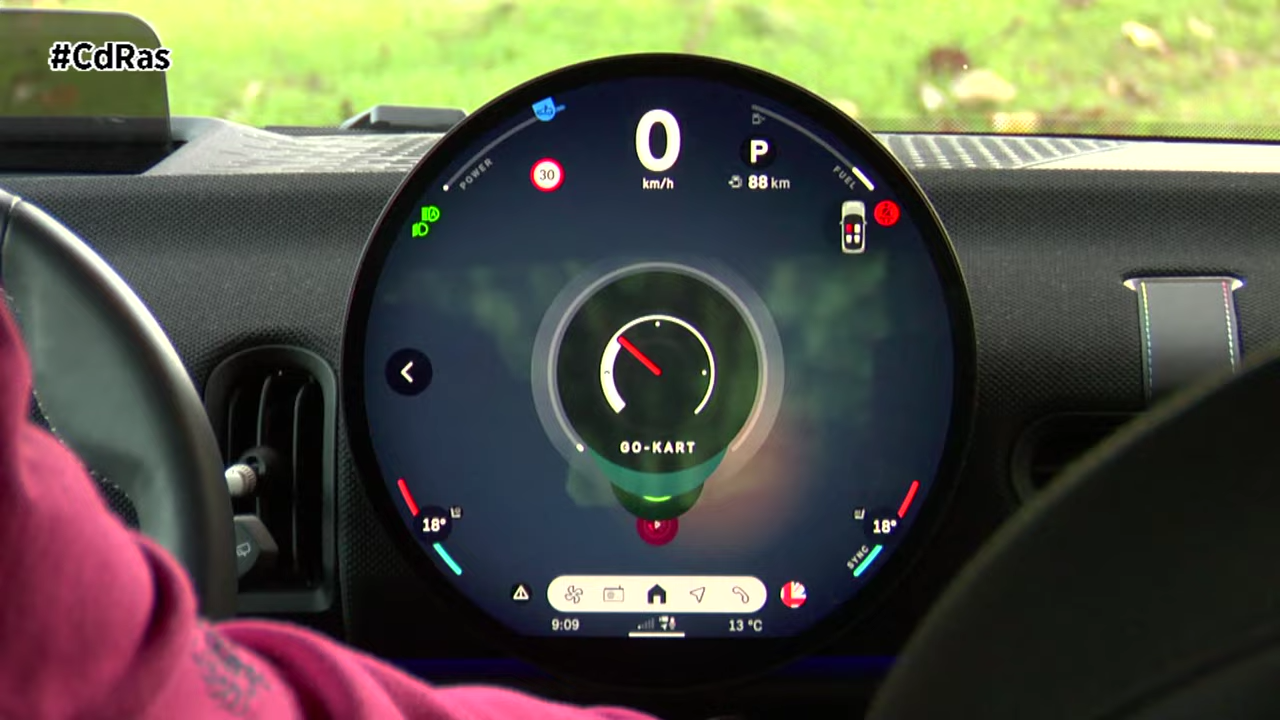 #CdRas
0
km/h
POWER
30
P
88 km
FUEL
GO-KART
18°
18°
SYNC
9:09
13 °C